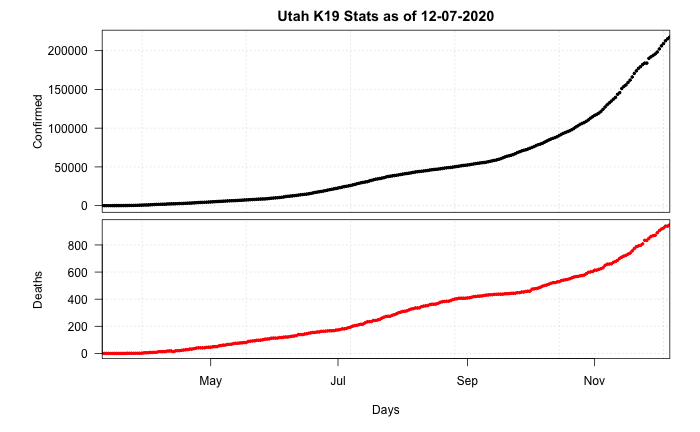 Utah K19 Stats as of 12-07-2020
Confirmed
200000
150000
100000
50000
0
Deaths
800
600
400
200
0
May Jul Sep Nov
Days